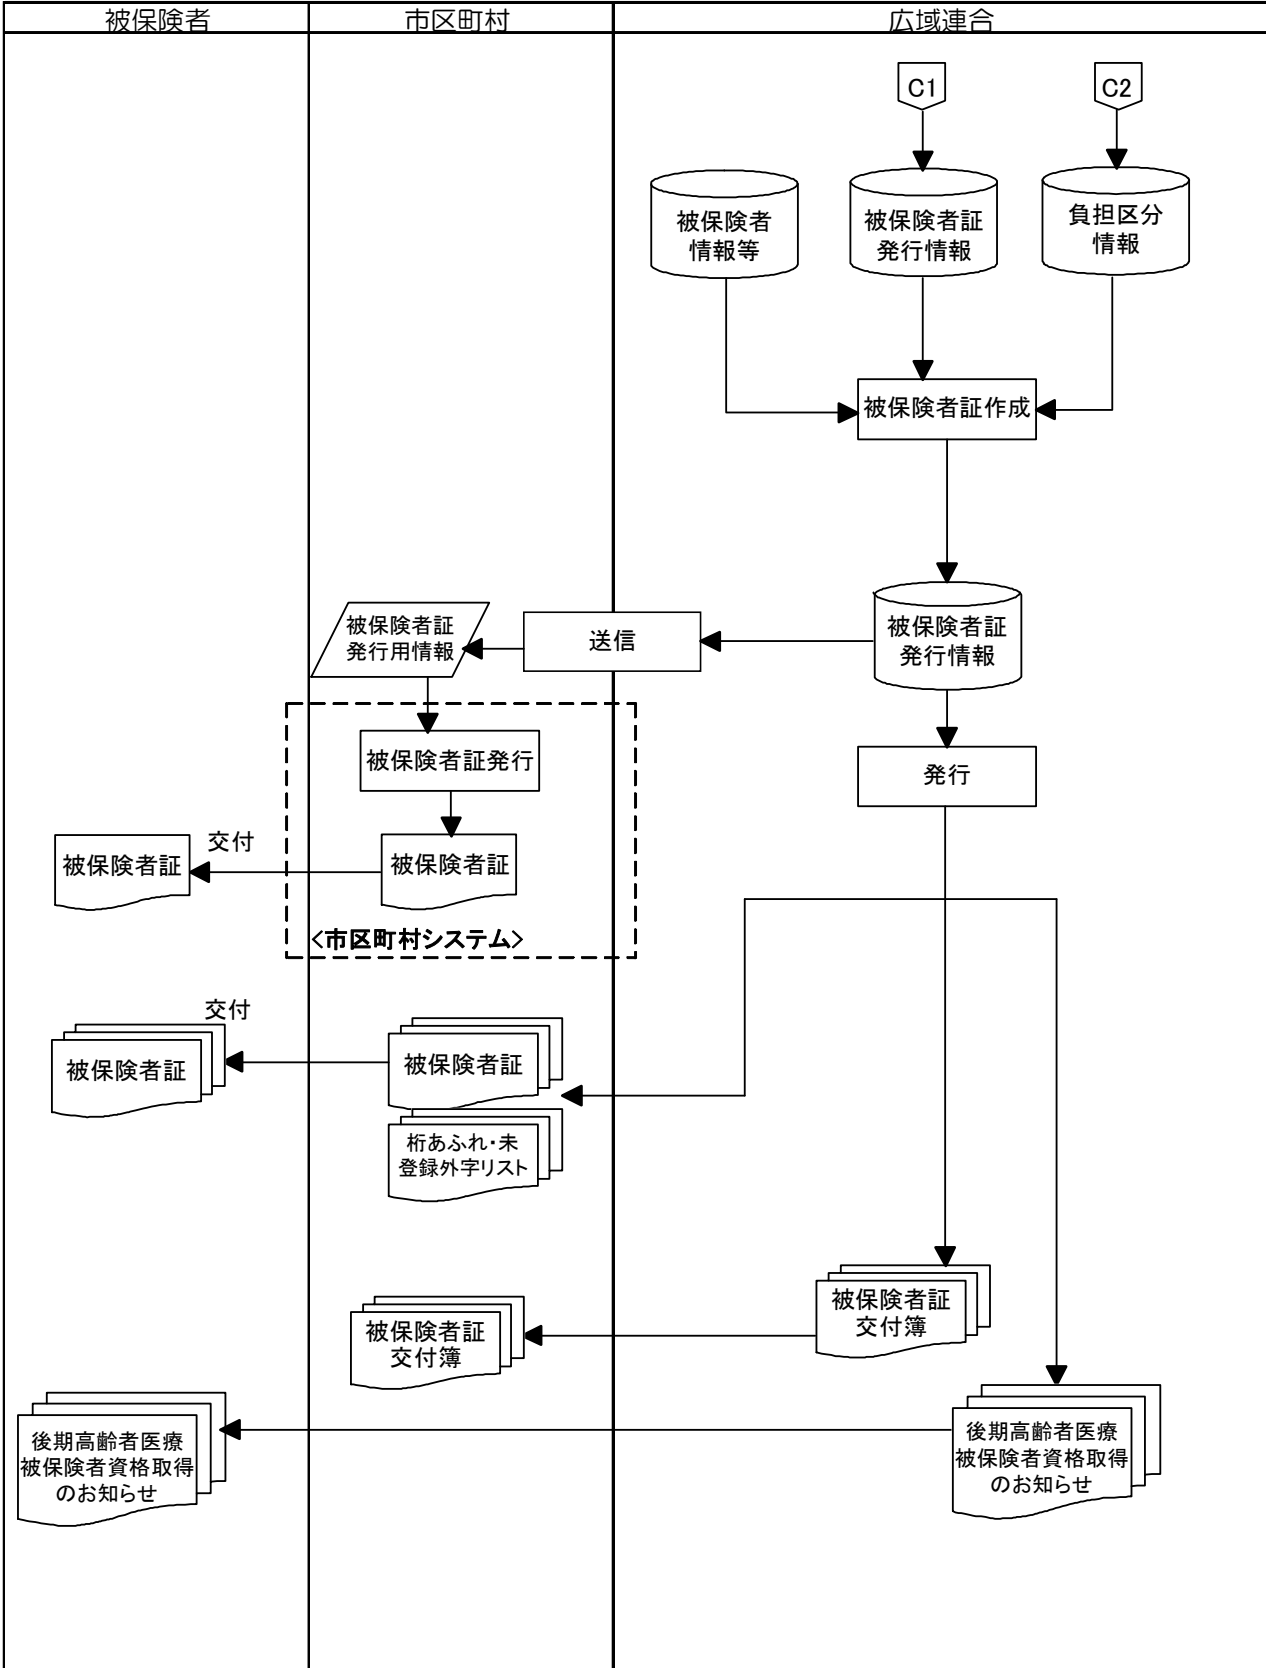 被保険者
市区町村
広域連合
C1
C2
被保険者
情報等
被保険者証
発行情報
負担区分
情報
被保険者証作成
被保険者証
発行用情報
送信
被保険者証
発行情報
被保険者証発行
発行
被保険者証
交付
被保険者証
<市区町村システム>
交付
被保険者証
被保険者証
桁あふれ・未
登録外字リスト
被保険者証
交付簿
被保険者証
交付簿
後期高齢者医療
被保険者資格取得
のお知らせ
後期高齢者医療
被保険者資格取得
のお知らせ